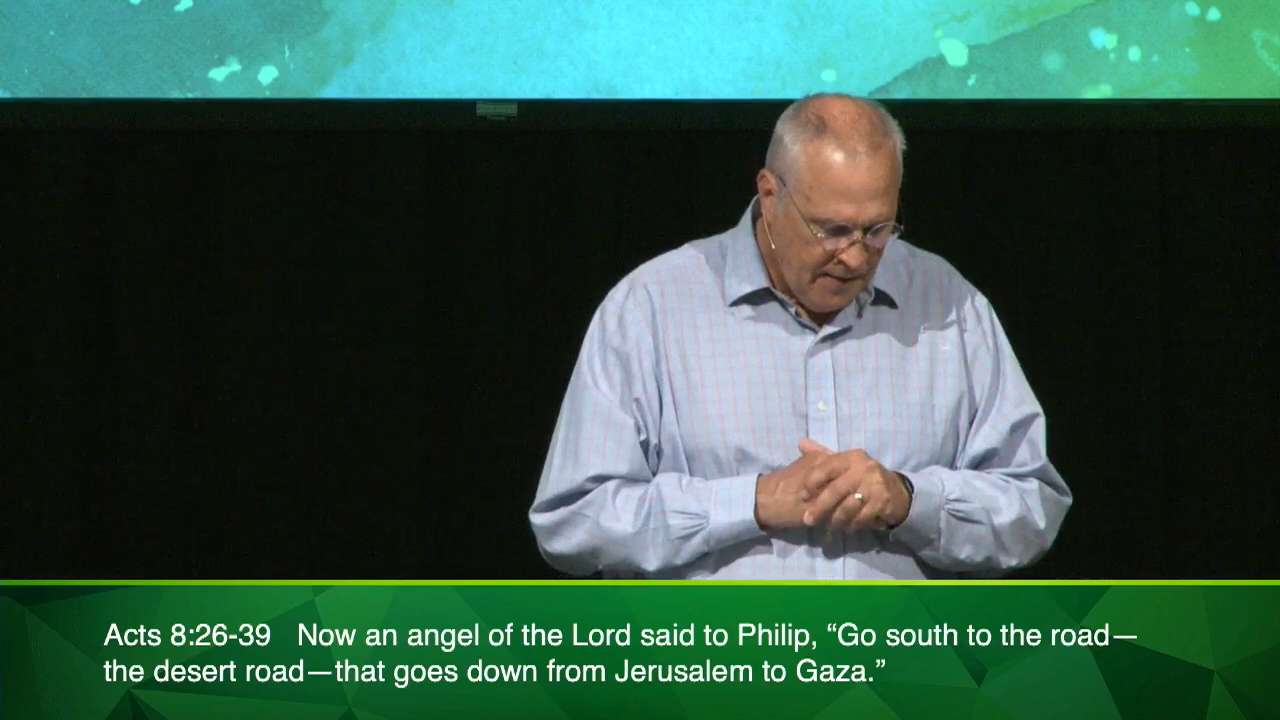 Acts 8:26-39 Now an angel of the Lord said to Philip, “Go south to the road—
the desert road—that goes down from Jerusalem to Gaza.”